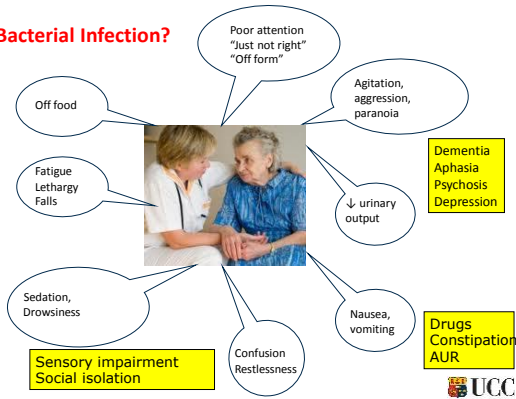 Bacterial Infection?
Poor attention
“Just not right”
“Off form”
Agitation,
aggression,
paranoia
Off food
Dementia
Aphasia
Psychosis
Depression
Fatigue
Lethargy
Falls
↓ urinary
output
Sedation,
Drowsiness
Nausea,
vomiting
Drugs
Constipation
AUR
Confusion
Restlessness
Sensory impairment
Social isolation
UCC